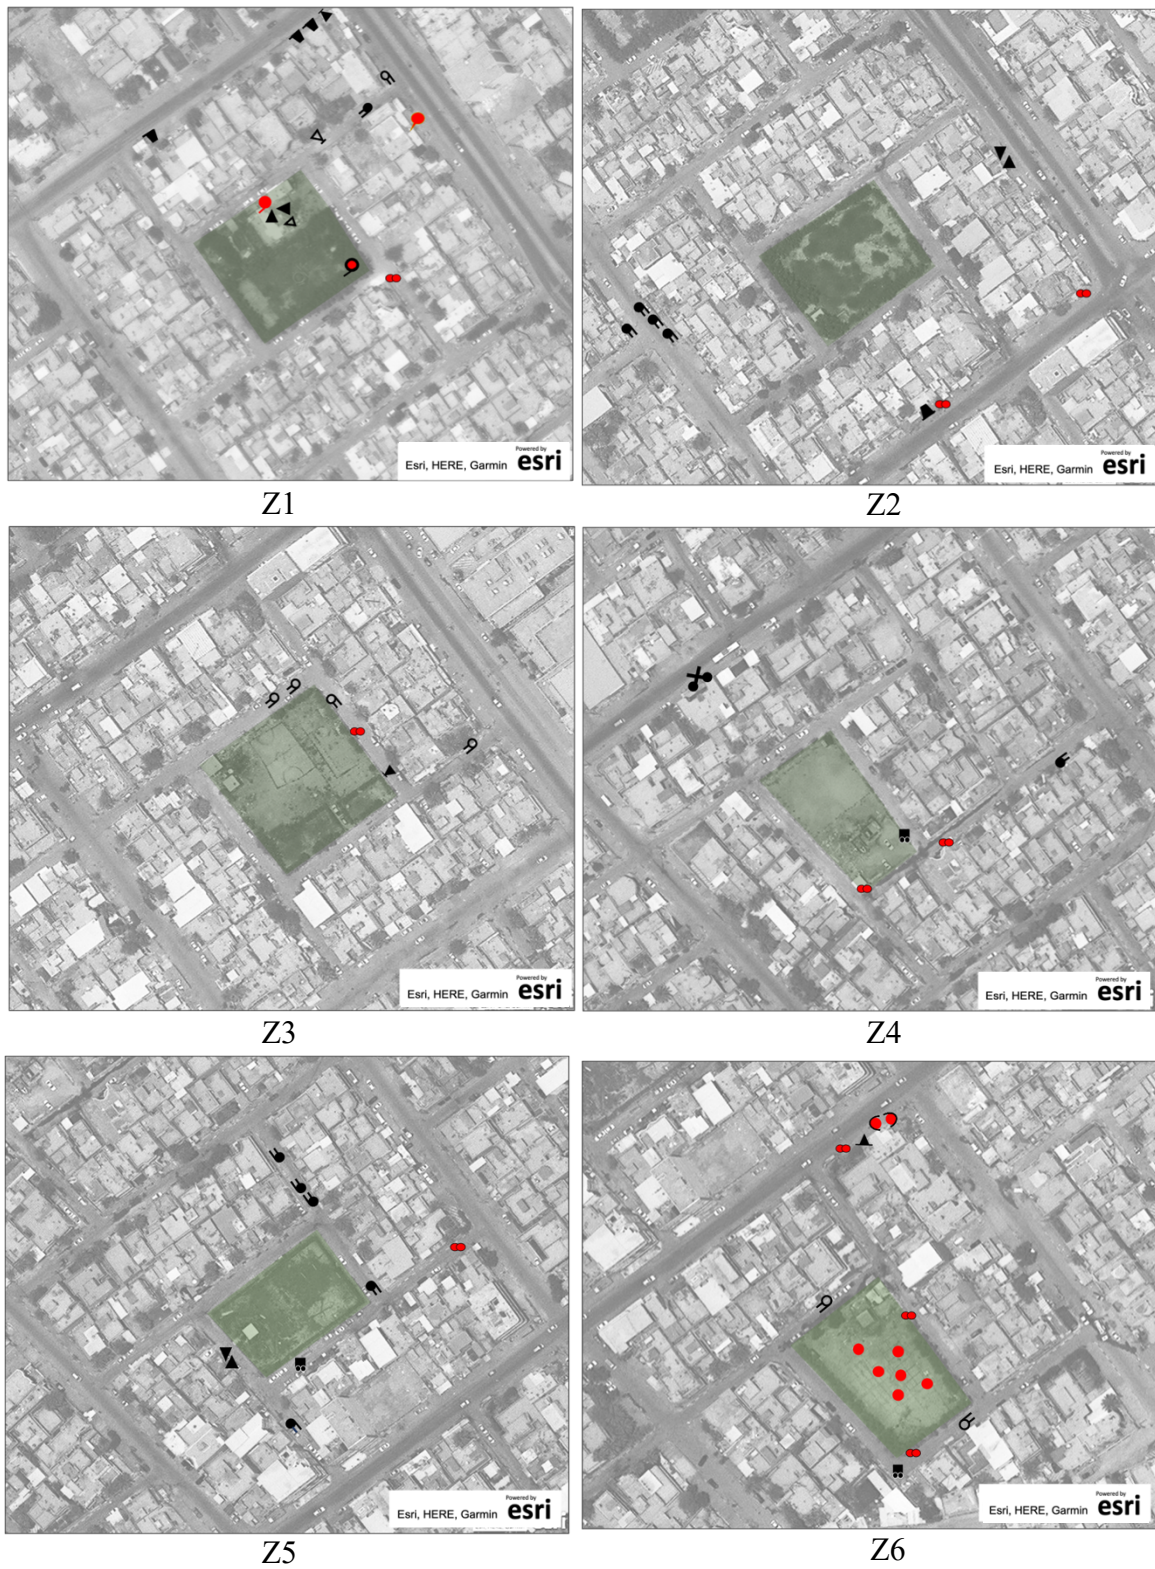 Powered by
Esri, HERE, Garmin esri
Z1
Powered by
Esri, HERE, Garmin esri
Z2
Powered by
Esri, HERE, Garmin esri
Z3
Powered by
Esri, HERE, Garmin esri
Z4
Powered by
Esri, HERE, Garmin esri
Z5
Powered by
Esri, HERE, Garmin esri
Z6